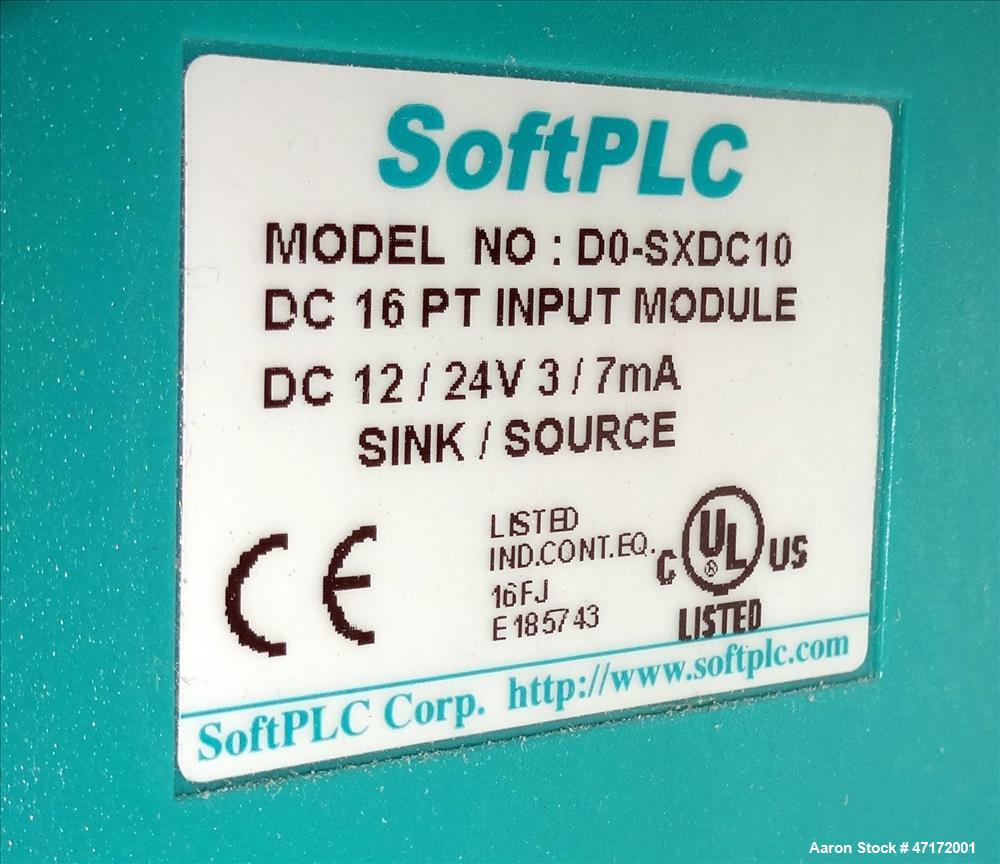 SoftPLC
MODEL NO : D0-SXDC10
DC 16 PT INPUT MODULE
DC 12 / 24V 3 / 7mA
SINK / SOURCE
CE
LISTED
IND.CONT.EQ.
16FJ
E185743
C UL US
®
LISTED
SoftPLC Corp. http://www.softplc.com
Aaron Stock # 47172001